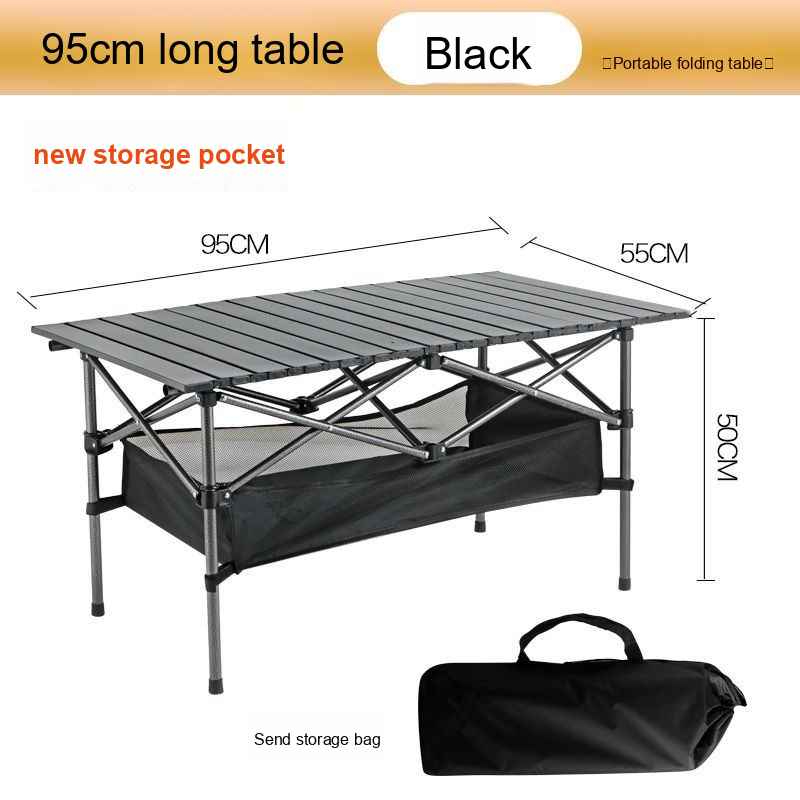 95cm long table
Black
▯Portable folding table▯
new storage pocket
95CM
55CM
50CM
Send storage bag